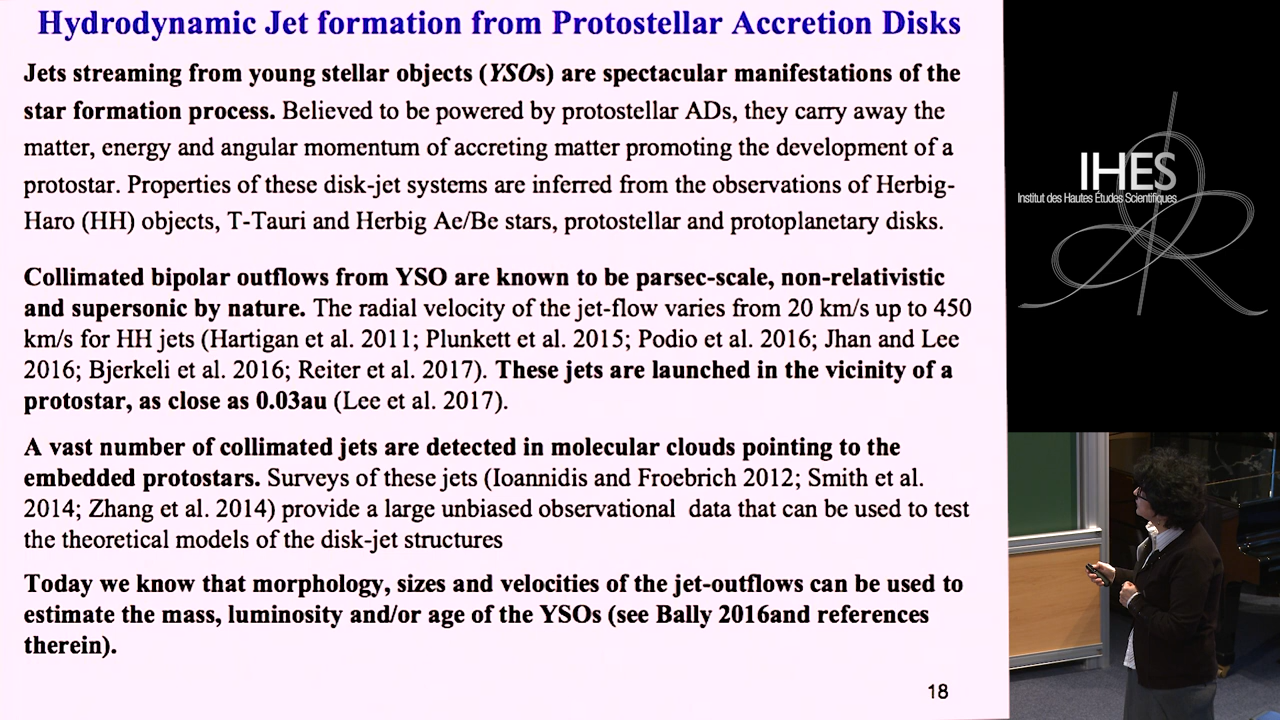 Hydrodynamic Jet formation from Protostellar Accretion Disks
Jets streaming from young stellar objects (YSOs) are spectacular manifestations of the
star formation process. Believed to be powered by protostellar ADs, they carry away the
matter, energy and angular momentum of accreting matter promoting the development of a
protostar. Properties of these disk-jet systems are inferred from the observations of Herbig-
Haro (HH) objects, T-Tauri and Herbig Ae/Be stars, protostellar and protoplanetary disks.
Collimated bipolar outflows from YSO are known to be parsec-scale, non-relativistic
and supersonic by nature. The radial velocity of the jet-flow varies from 20 km/s up to 450
km/s for HH jets (Hartigan et al. 2011; Plunkett et al. 2015; Podio et al. 2016; Jhan and Lee
2016; Bjerkeli et al. 2016; Reiter et al. 2017). These jets are launched in the vicinity of a
protostar, as close as 0.03au (Lee et al. 2017).
A vast number of collimated jets are detected in molecular clouds pointing to the
embedded protostars. Surveys of these jets (Ioannidis and Froebrich 2012; Smith et al.
2014; Zhang et al. 2014) provide a large unbiased observational data that can be used to test
the theoretical models of the disk-jet structures
Today we know that morphology, sizes and velocities of the jet-outflows can be used to
estimate the mass, luminosity and/or age of the YSOs (see Bally 2016and references
therein).
18
IHES
Institut des Hautes Études Scientifiques